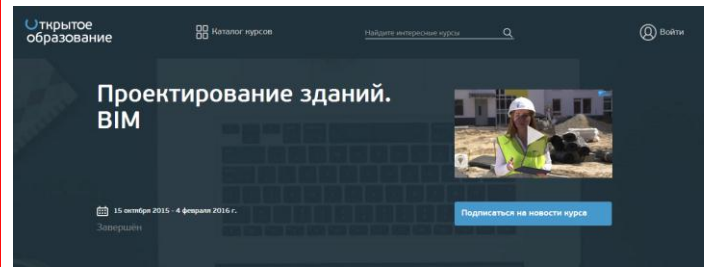 Открытое
образование
Каталог курсов
Найдите интересные курсы
Войти
Проектирование зданий.
BIM
15 октября 2015 - 4 февраля 2016 г.
Завершён
Подписаться на новости курса